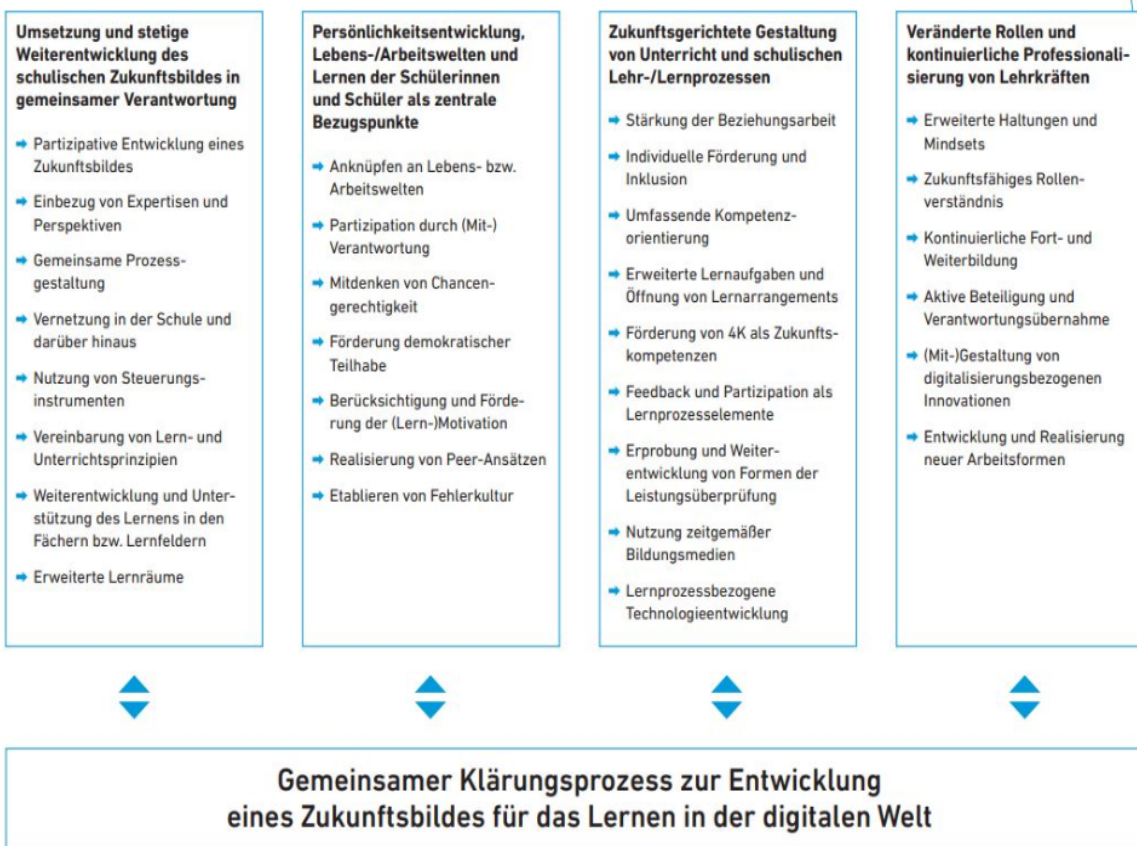 Umsetzung und stetige
Weiterentwicklung des
schulischen Zukunftsbildes in
gemeinsamer Verantwortung
➡ Partizipative Entwicklung eines
Zukunftsbildes
➡ Einbezug von Expertisen und
Perspektiven
➡ Gemeinsame Prozess-
gestaltung
➡ Vernetzung in der Schule und
darüber hinaus
➡ Nutzung von Steuerungs-
instrumenten
➡ Vereinbarung von Lern- und
Unterrichtsprinzipien
➡ Weiterentwicklung und Unter-
stützung des Lernens in den
Fächern bzw. Lernfeldern
➡ Erweiterte Lernräume
Persönlichkeitsentwicklung,
Lebens-/Arbeitswelten und
Lernen der Schülerinnen
und Schüler als zentrale
Bezugspunkte
➡ Anknüpfen an Lebens- bzw.
Arbeitswelten
➡ Partizipation durch (Mit-)
Verantwortung
➡ Mitdenken von Chancen-
gerechtigkeit
➡ Förderung demokratischer
Teilhabe
➡ Berücksichtigung und Förde-
rung der (Lern-)Motivation
➡ Realisierung von Peer-Ansätzen
➡ Etablieren von Fehlerkultur
Zukunftsgerichtete Gestaltung
von Unterricht und schulischen
Lehr-/Lernprozessen
➡ Stärkung der Beziehungsarbeit
➡ Individuelle Förderung und
Inklusion
➡ Umfassende Kompetenz-
orientierung
➡ Erweiterte Lernaufgaben und
Öffnung von Lernarrangements
➡ Förderung von 4K als Zukunfts-
kompetenzen
➡ Feedback und Partizipation als
Lernprozesselemente
➡ Erprobung und Weiter-
entwicklung von Formen der
Leistungsüberprüfung
➡ Nutzung zeitgemäßer
Bildungsmedien
➡ Lernprozessbezogene
Technologieentwicklung
Veränderte Rollen und
kontinuierliche Professionali-
sierung von Lehrkräften
➡ Erweiterte Haltungen und
Mindsets
➡ Zukunftsfähiges Rollen-
verständnis
➡ Kontinuierliche Fort- und
Weiterbildung
➡ Aktive Beteiligung und
Verantwortungsübernahme
➡ (Mit-)Gestaltung von
digitalisierungsbezogenen
Innovationen
➡ Entwicklung und Realisierung
neuer Arbeitsformen
Gemeinsamer Klärungsprozess zur Entwicklung
eines Zukunftsbildes für das Lernen in der digitalen Welt